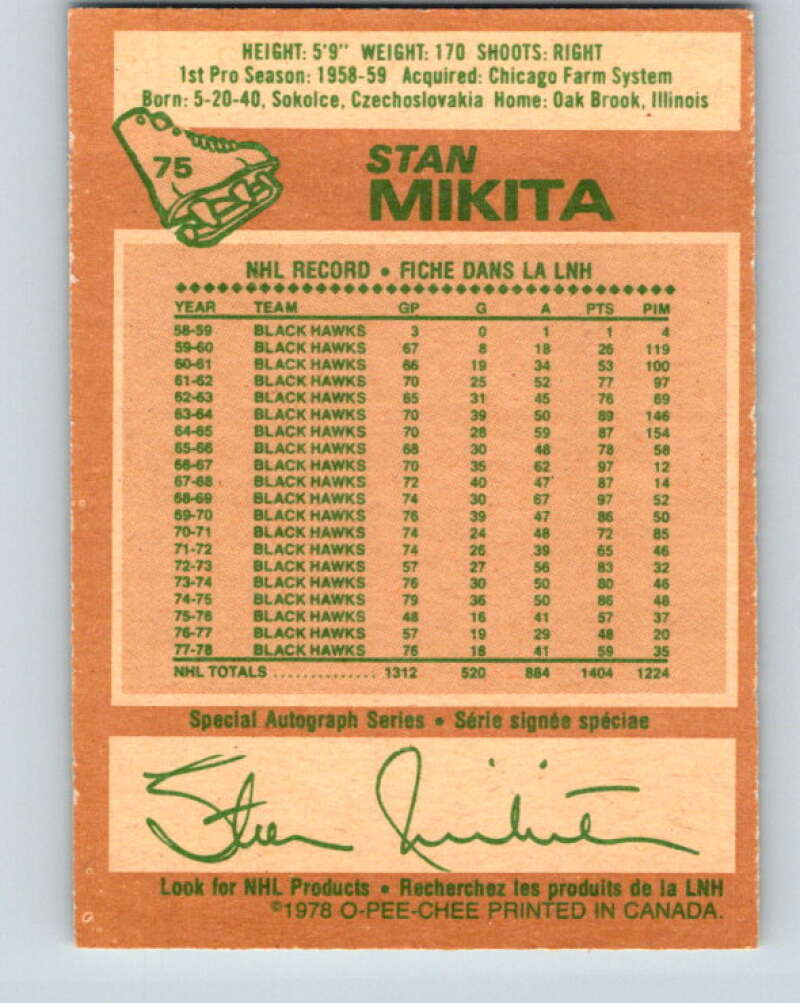 HEIGHT: 5'9" WEIGHT: 170 SHOOTS: RIGHT
1st Pro Season: 1958-59 Acquired: Chicago Farm System
Born: 5-20-40, Sokolce, Czechoslovakia Home: Oak Brook, Illinois
75
STAN
MIKITA
NHL RECORD • FICHE DANS LA LNH
YEAR TEAM GP G A PTS PIM
58-59 BLACK HAWKS 3 0 1 1 4
59-60 BLACK HAWKS 67 8 18 26 119
60-61 BLACK HAWKS 66 19 34 53 100
61-62 BLACK HAWKS 70 25 52 77 97
62-63 BLACK HAWKS 65 31 45 76 69
63-64 BLACK HAWKS 70 39 50 89 146
64-65 BLACK HAWKS 70 28 59 87 154
65-66 BLACK HAWKS 68 30 48 78 58
66-67 BLACK HAWKS 70 35 62 97 12
67-68 BLACK HAWKS 72 40 47 87 14
68-69 BLACK HAWKS 74 30 67 97 52
69-70 BLACK HAWKS 76 39 47 86 50
70-71 BLACK HAWKS 74 24 48 72 85
71-72 BLACK HAWKS 74 26 39 65 46
72-73 BLACK HAWKS 57 27 56 83 32
73-74 BLACK HAWKS 76 30 50 80 46
74-75 BLACK HAWKS 79 36 50 86 48
75-76 BLACK HAWKS 48 16 41 57 37
76-77 BLACK HAWKS 57 19 29 48 20
77-78 BLACK HAWKS 76 18 41 59 35
NHL TOTALS .............. 1312 520 884 1404 1224
Special Autograph Series • Série signée spéciae
Stan Mikita
Look for NHL Products • Recherchez les produits de la LNH
©1978 O-PEE-CHEE PRINTED IN CANADA.